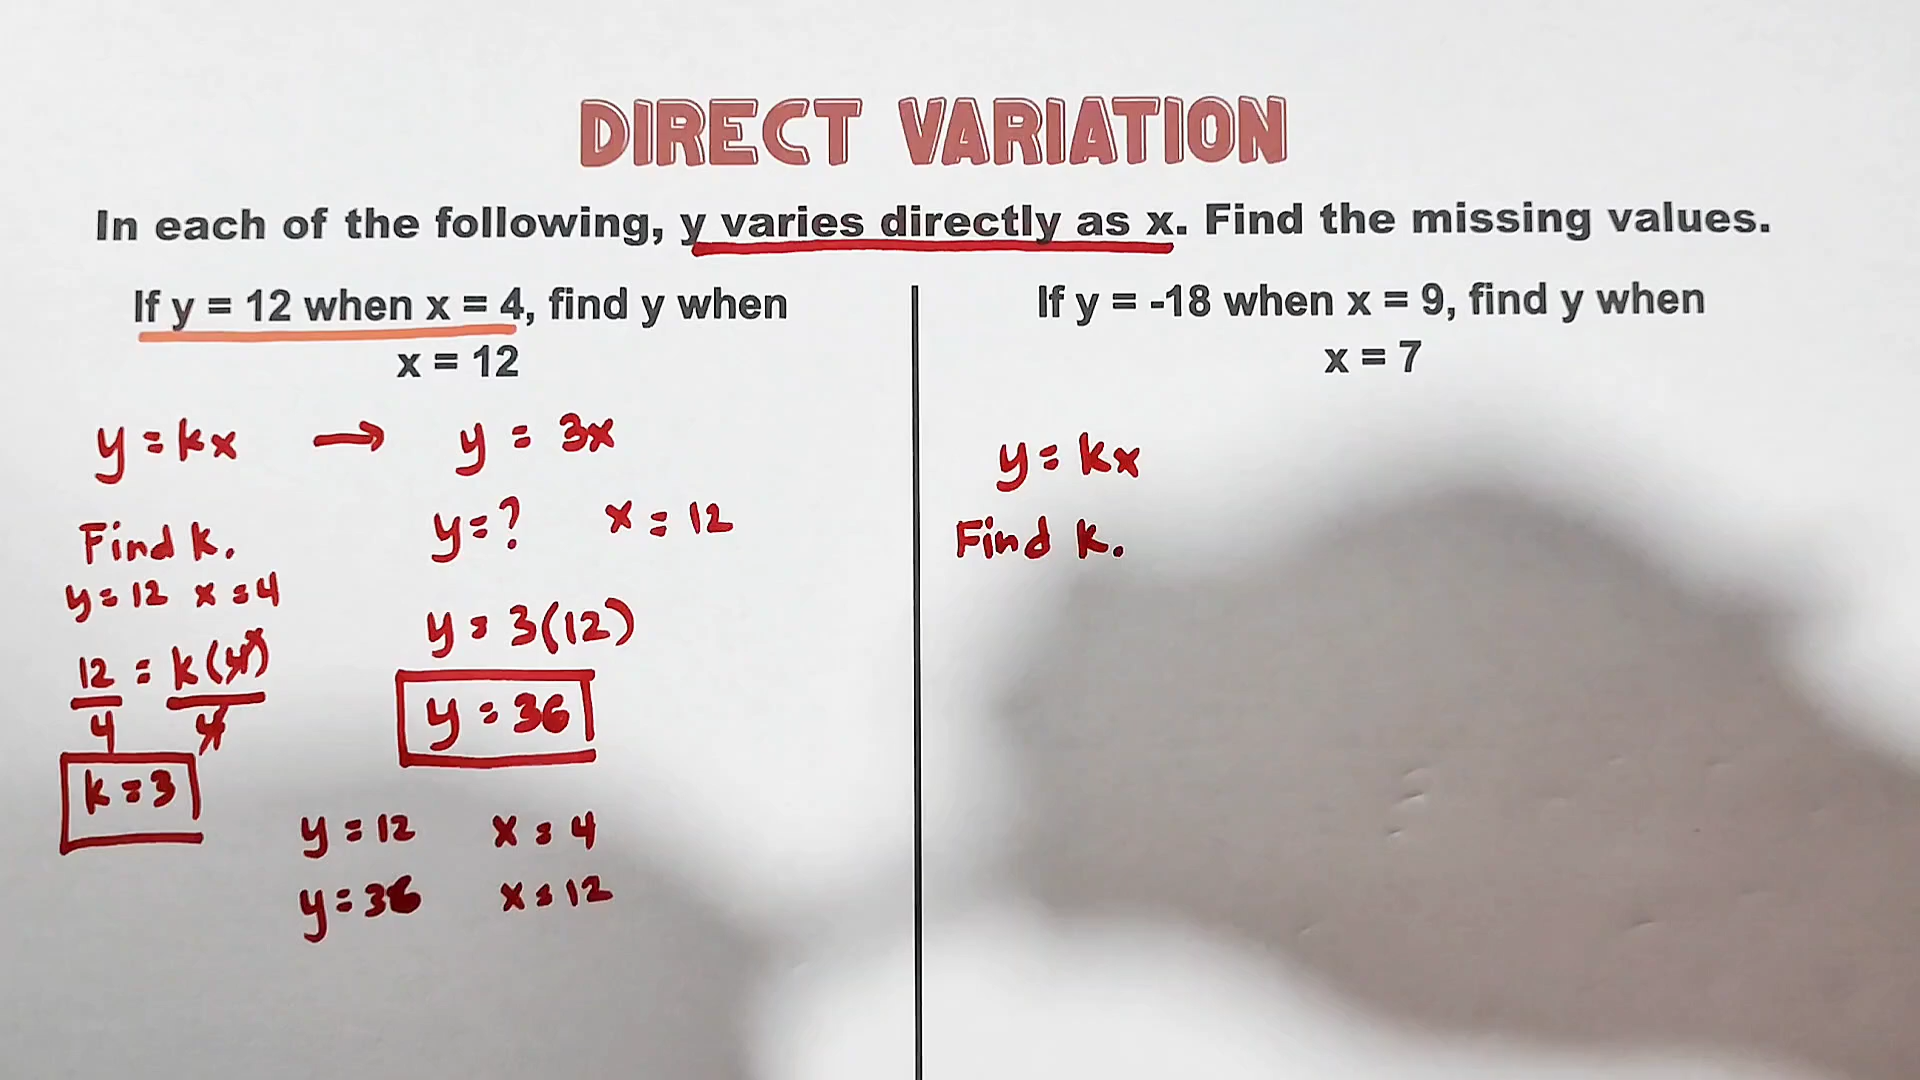 DIRECT VARIATION
In each of the following, y varies directly as x. Find the missing values.
If y = 12 when x = 4, find y when
x = 12
y = kx → y = 3x
Find k.
y = 12 x = 4
12/4 = k(4)/4
k = 3
y = ? x = 12
y = 3(12)
y = 36
y = 12 x = 4
y = 36 x = 12
If y = -18 when x = 9, find y when
x = 7
y = kx
Find k.